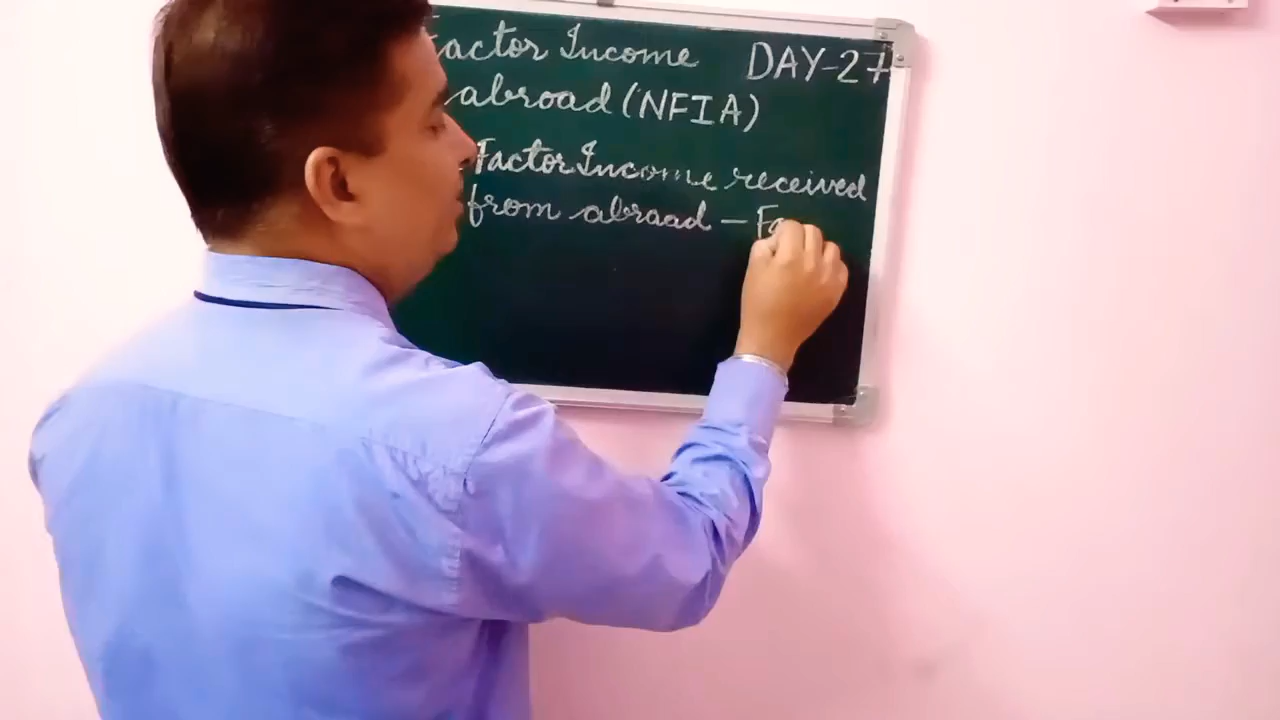 Factor Income DAY-27
abroad (NFIA)
Factor Income received
from abraad — Fa